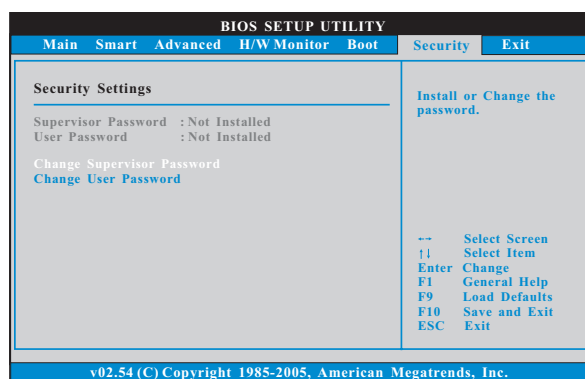 BIOS SETUP UTILITY
Main Smart Advanced H/W Monitor Boot Security Exit
Security Settings
Supervisor Password : Not Installed
User Password : Not Installed
Change Supervisor Password
Change User Password
Install or Change the
password.
←→ Select Screen
↑↓ Select Item
Enter Change
F1 General Help
F9 Load Defaults
F10 Save and Exit
ESC Exit
v02.54 (C) Copyright 1985-2005, American Megatrends, Inc.